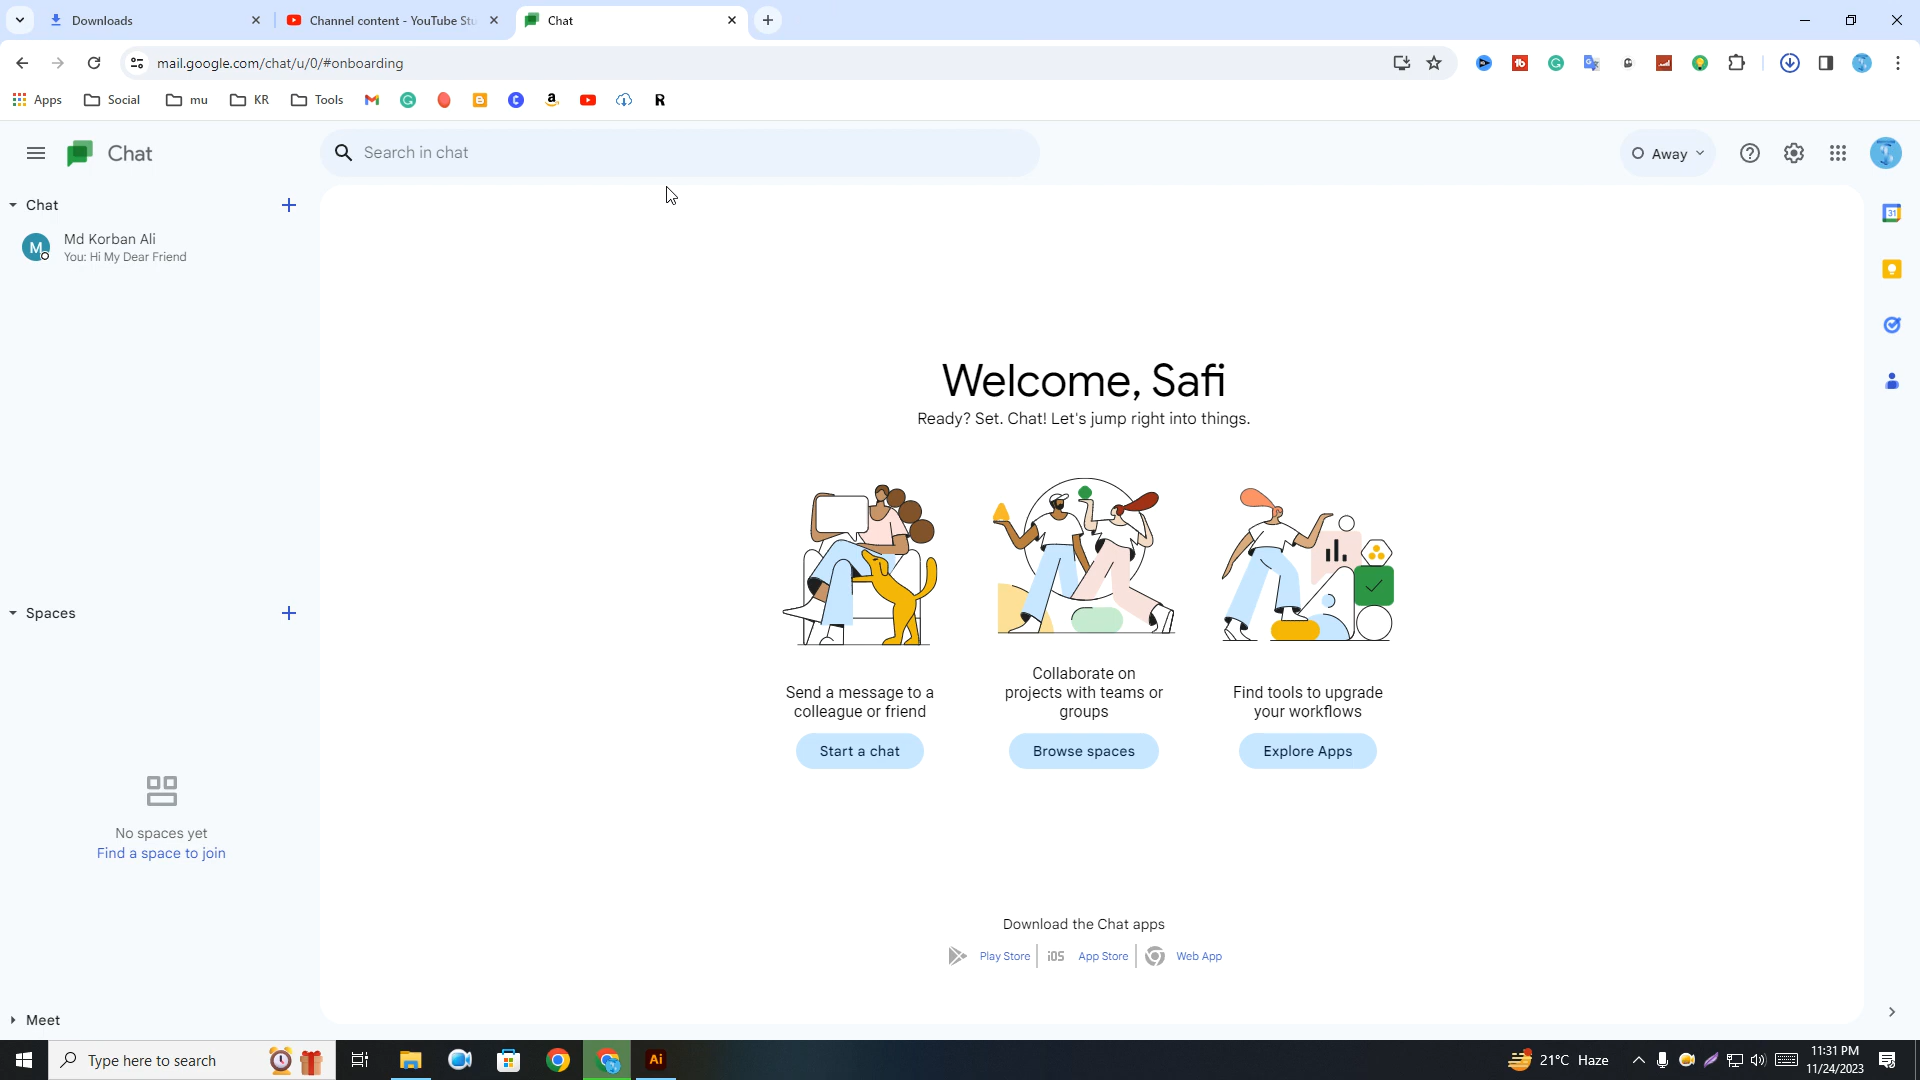 Downloads
Channel content - YouTube Stu
Chat
mail.google.com/chat/u/0/#onboarding
Apps
Social
mu
KR
Tools
R
Chat
Search in chat
Away
Chat
Md Korban Ali
You: Hi My Dear Friend
Welcome, Safi
Ready? Set. Chat! Let's jump right into things.
Send a message to a
colleague or friend
Start a chat
Collaborate on
projects with teams or
groups
Browse spaces
Find tools to upgrade
your workflows
Explore Apps
Spaces
No spaces yet
Find a space to join
Download the Chat apps
Play Store
iOS App Store
Web App
Meet
Type here to search
Ai
21°C Haze
11:31 PM
11/24/2023